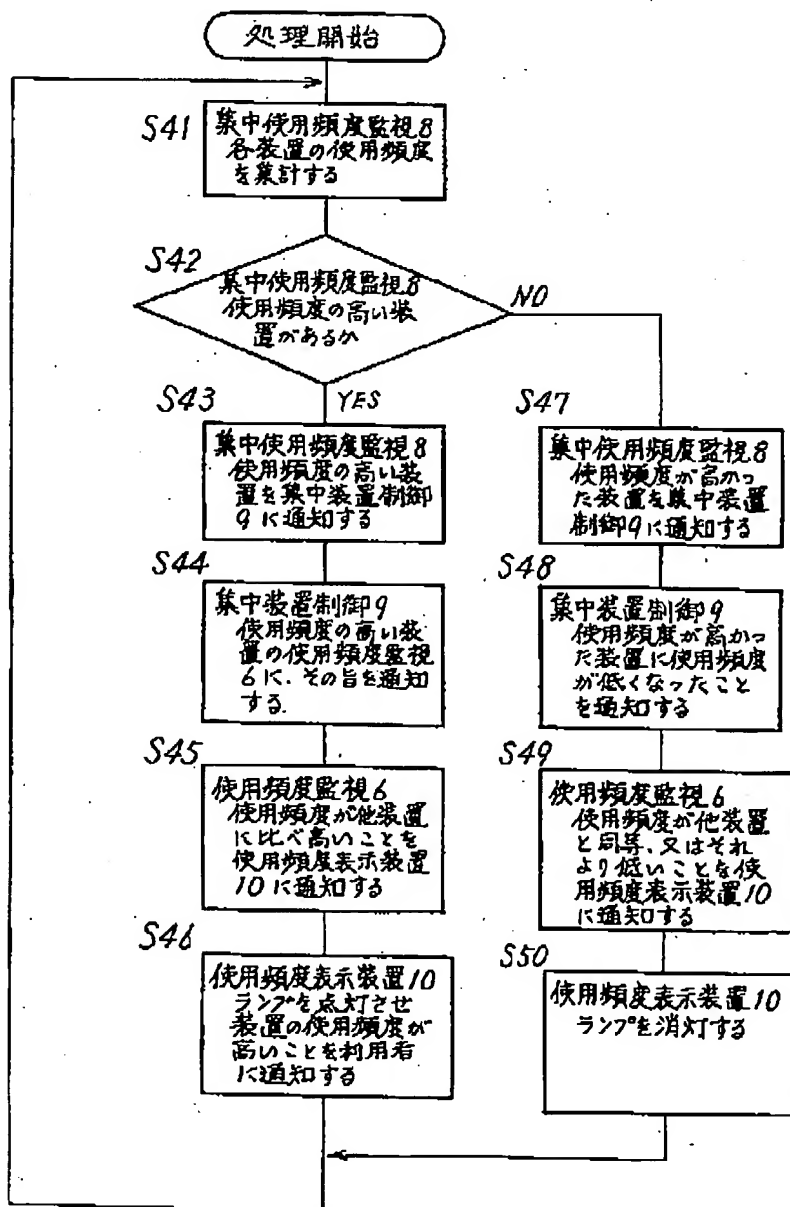 処理開始
S41
集中使用頻度監視8
各装置の使用頻度
を集計する
S42
集中使用頻度監視8
使用頻度の高い装
置があるか
NO
YES
S43
集中使用頻度監視8
使用頻度の高い装
置を集中装置制御
9に通知する
S44
集中装置制御9
使用頻度の高い装
置の使用頻度監視
6に、その旨を通知
する
S45
使用頻度監視6
使用頻度が他装置
に比べ高いことを
使用頻度表示装置
10に通知する
S46
使用頻度表示装置10
ランプを点灯させ
装置の使用頻度が
高いことを利用者
に通知する
S47
集中使用頻度監視8
使用頻度が高かっ
た装置を集中装置
制御9に通知する
S48
集中装置制御9
使用頻度が高かっ
た装置に使用頻度
が低くなったこと
を通知する
S49
使用頻度監視6
使用頻度が他装置
と同等、又はそれ
より低いことを使
用頻度表示装置10
に通知する
S50
使用頻度表示装置10
ランプを消灯する